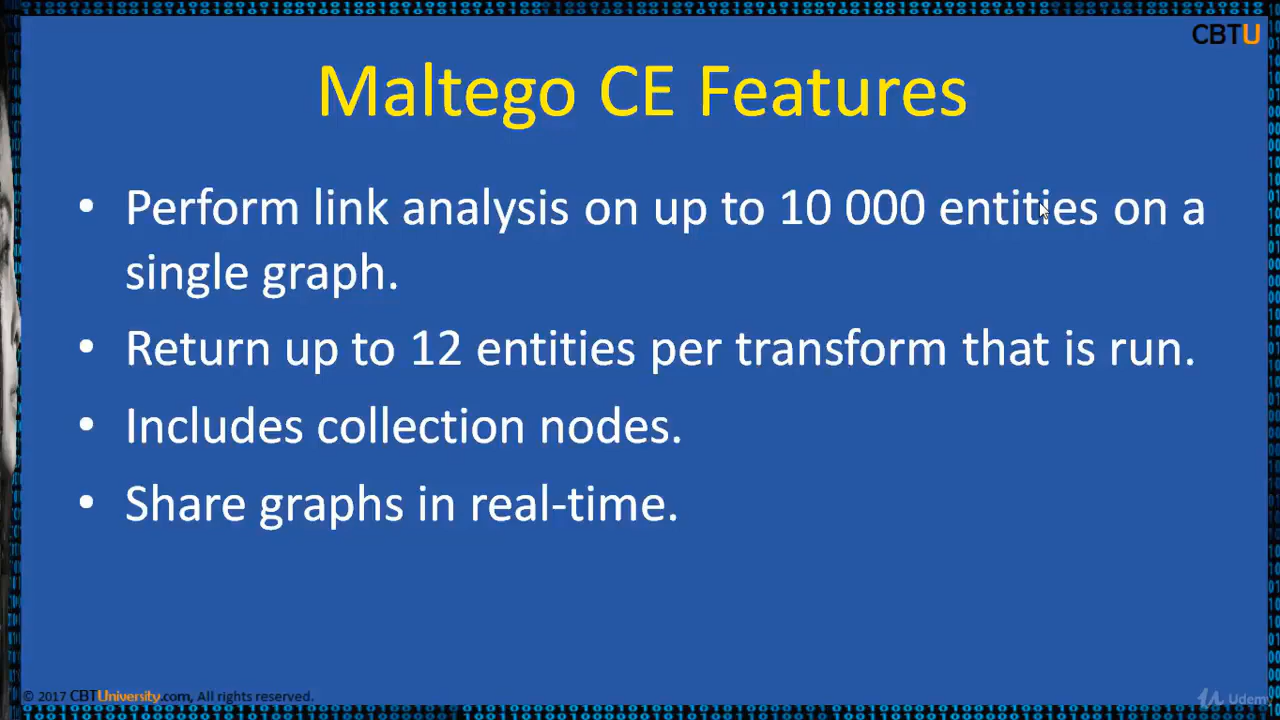 CBTU
Maltego CE Features
• Perform link analysis on up to 10 000 entities on a
single graph.
• Return up to 12 entities per transform that is run.
• Includes collection nodes.
• Share graphs in real-time.
© 2017 CBTUniversity.com, All rights reserved.
Udemy